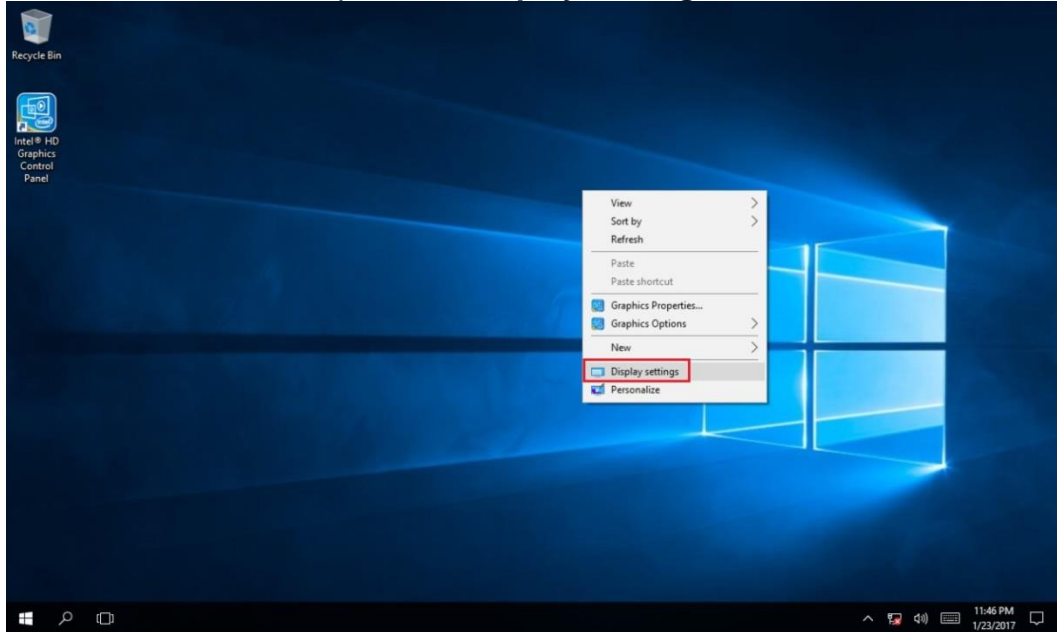 Recycle Bin
Intel® HD
Graphics
Control
Panel
View
Sort by
Refresh
Paste
Paste shortcut
Graphics Properties...
Graphics Options
New
Display settings
Personalize
11:46 PM
1/23/2017